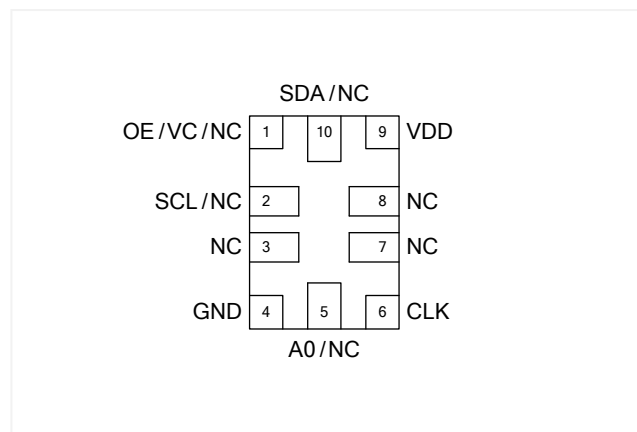 SDA/NC
OE/VC/NC 1 10 9 VDD
SCL/NC 2 8 NC
NC 3 7 NC
GND 4 5 6 CLK
A0/NC